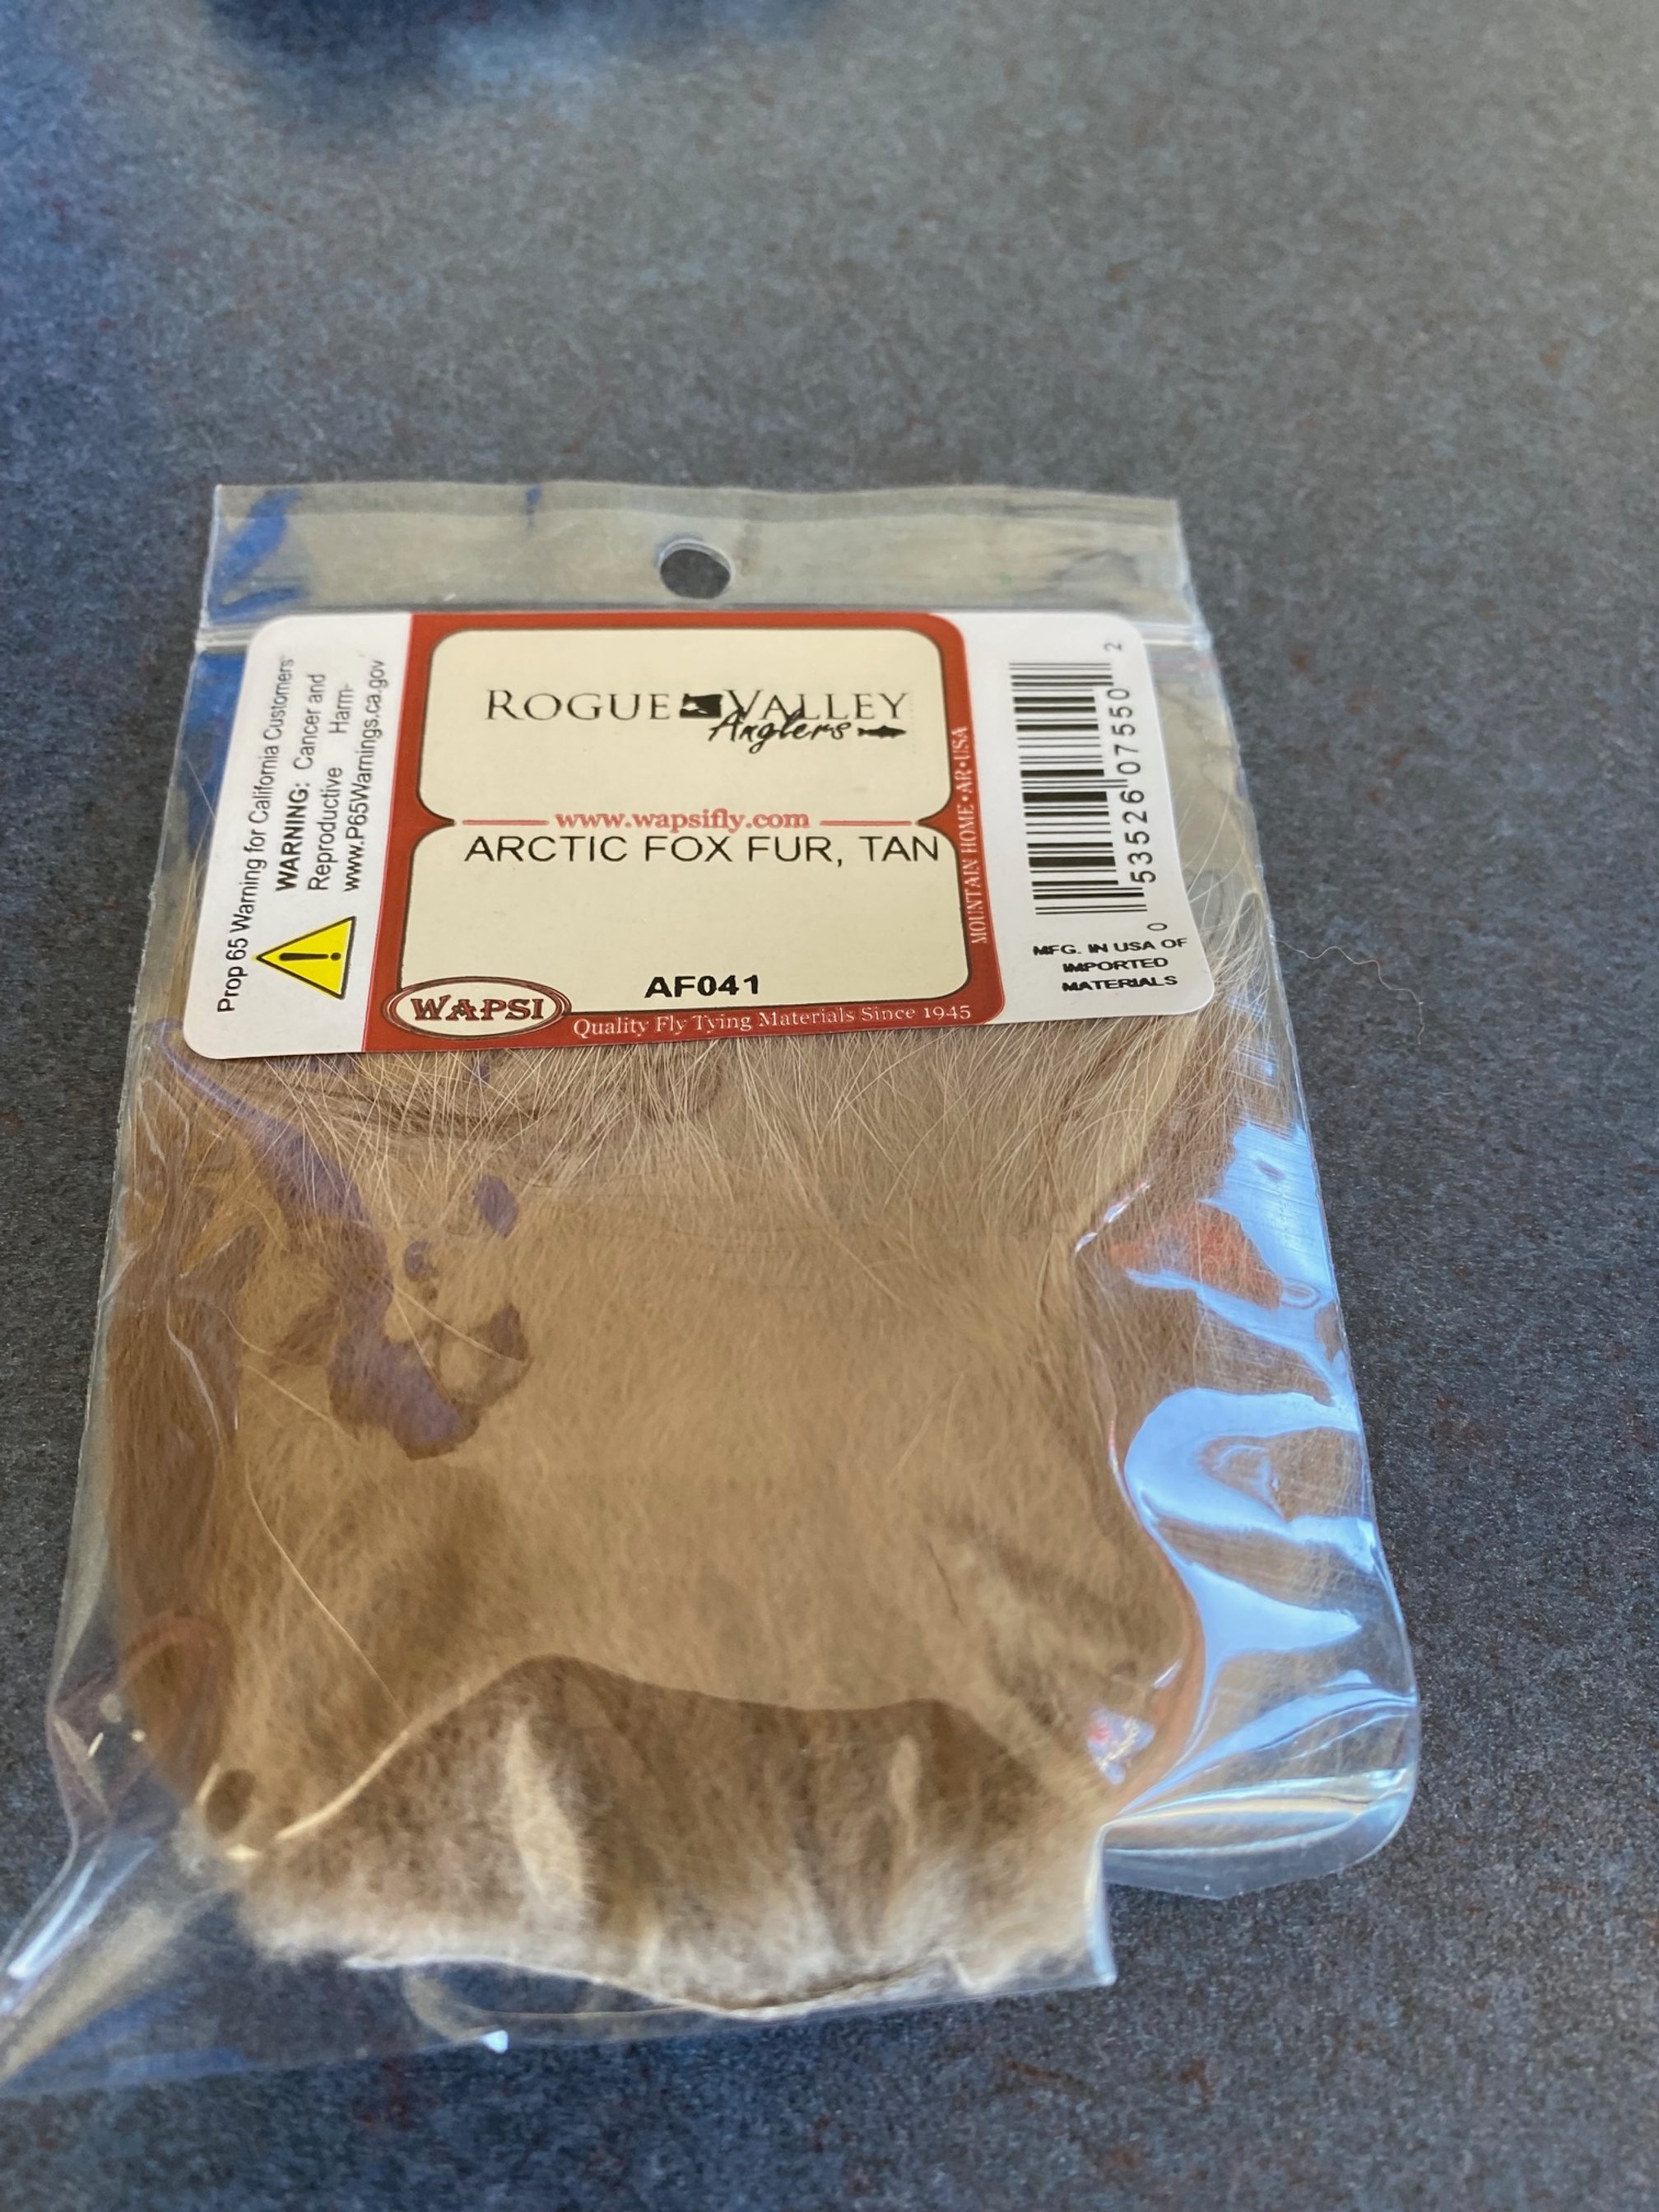 Prop 65 Warning for California Customers
WARNING: Cancer and
Reproductive Harm-
www.P65Warnings.ca.gov
ROGUE VALLEY
Anglers
www.wapsifly.com
ARCTIC FOX FUR, TAN
AF041
WAPSI
Quality Fly Tying Materials Since 1945
MOUNTAIN HOME•AR•USA
0 53526 07550 2
MFG. IN USA OF
IMPORTED
MATERIALS